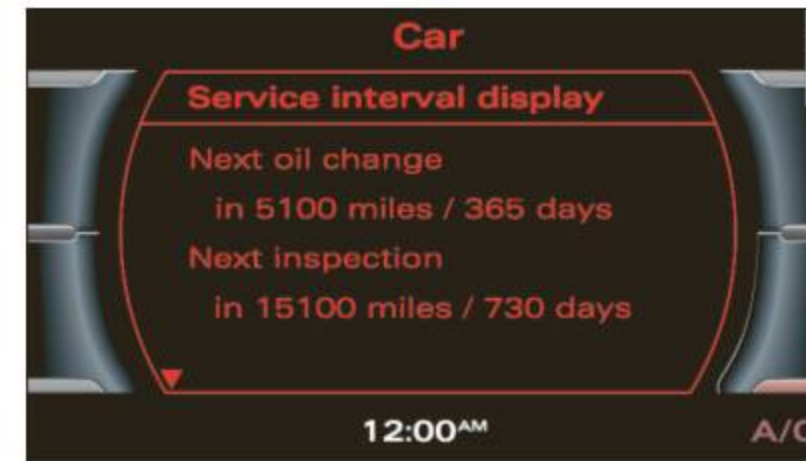 Car
Service interval display
Next oil change
in 5100 miles / 365 days
Next inspection
in 15100 miles / 730 days
12:00AM